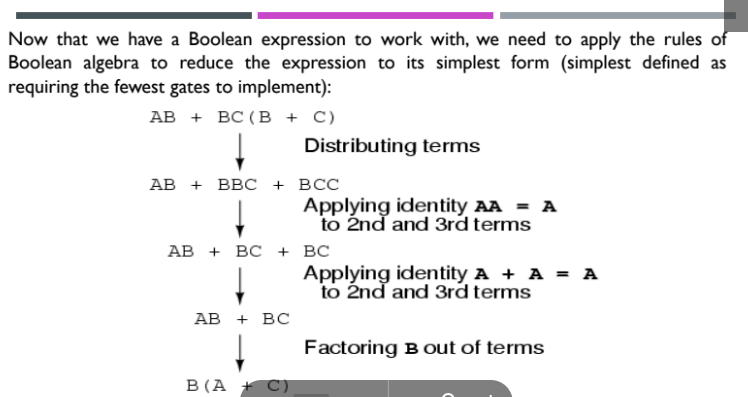 Now that we have a Boolean expression to work with, we need to apply the rules of
Boolean algebra to reduce the expression to its simplest form (simplest defined as
requiring the fewest gates to implement):
AB + BC(B + C)
Distributing terms
AB + BBC + BCC
Applying identity AA = A
to 2nd and 3rd terms
AB + BC + BC
Applying identity A + A = A
to 2nd and 3rd terms
AB + BC
Factoring B out of terms
B(A + C)